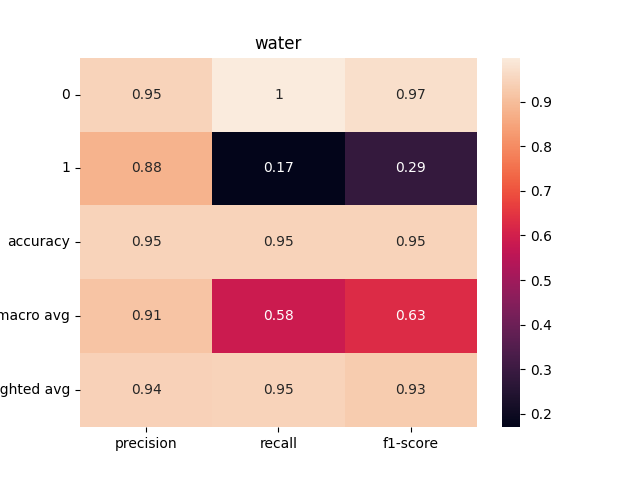 water
0 0.95 1 0.97
1 0.88 0.17 0.29
accuracy 0.95 0.95 0.95
macro avg 0.91 0.58 0.63
ghted avg 0.94 0.95 0.93
precision recall f1-score
0.9
0.8
0.7
0.6
0.5
0.4
0.3
0.2